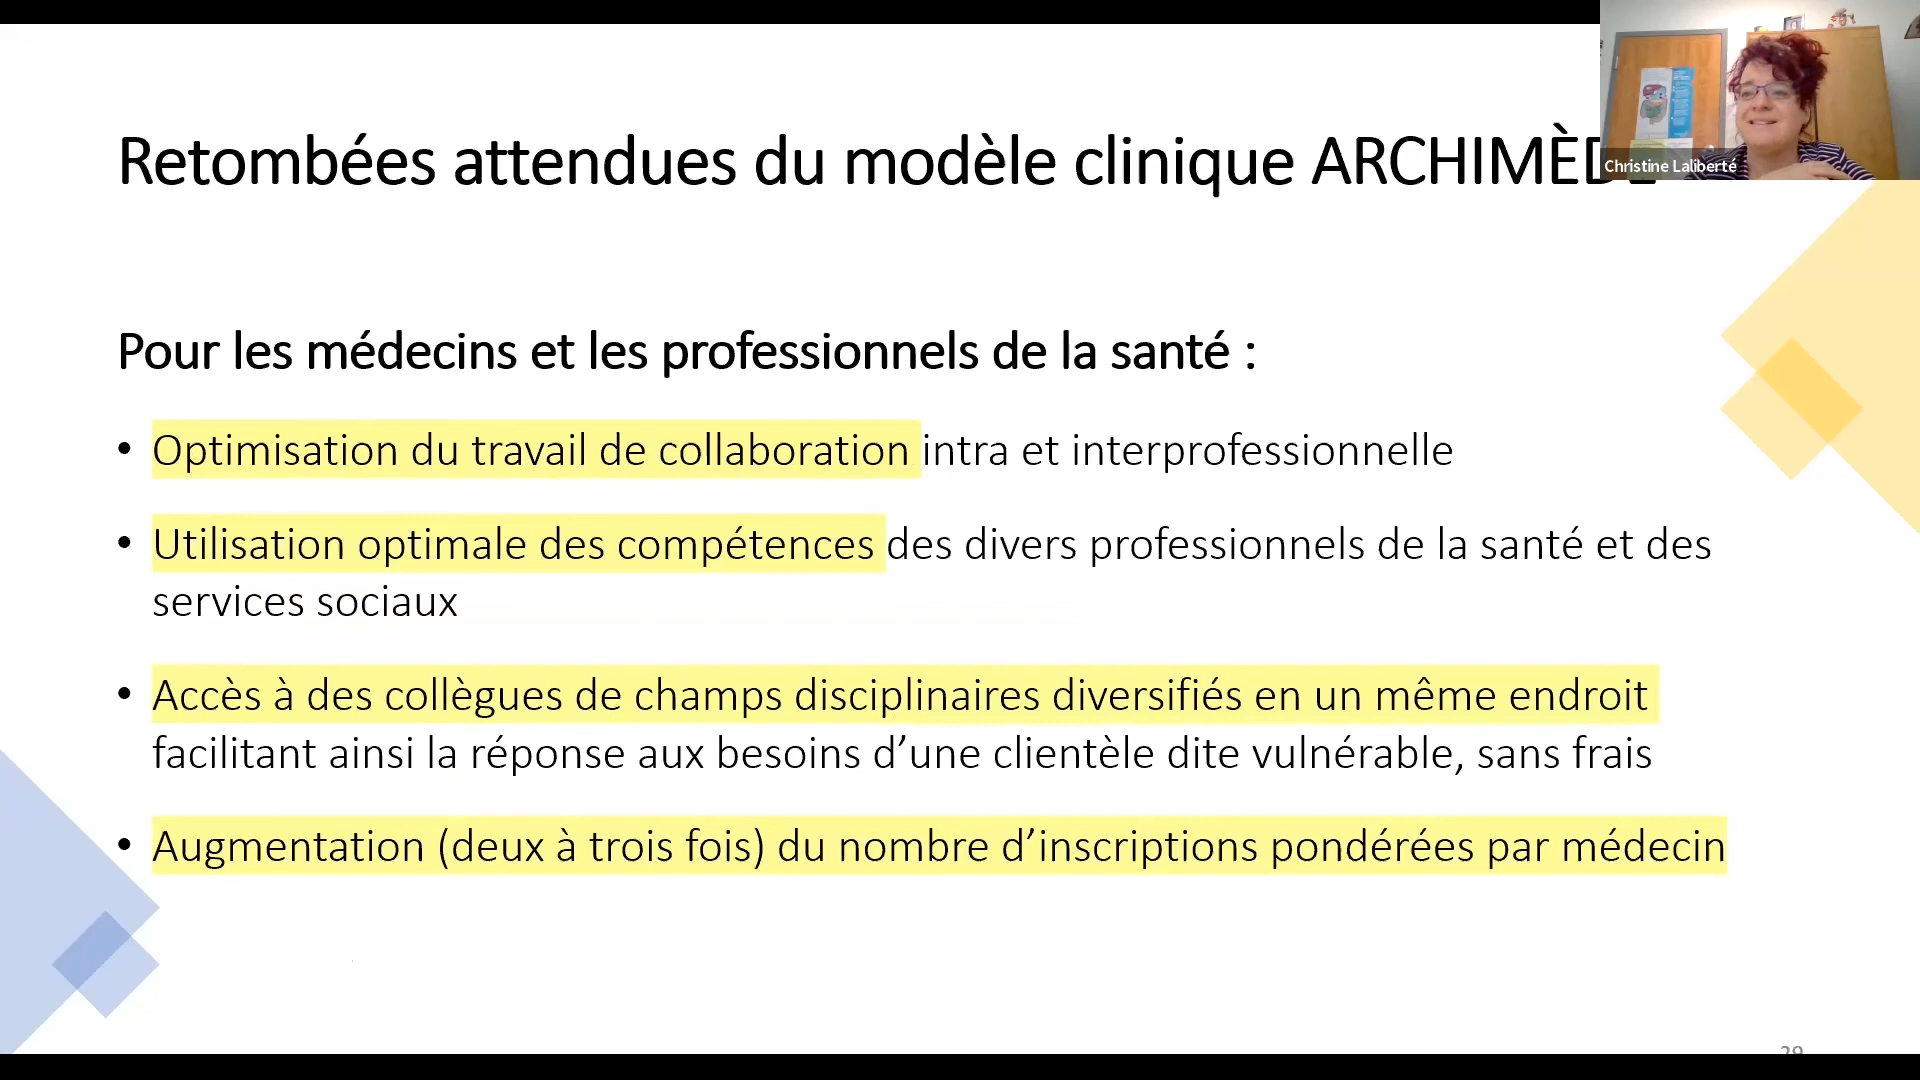 Retombées attendues du modèle clinique ARCHIMÈDE
Christine Laliberté
Pour les médecins et les professionnels de la santé :
• Optimisation du travail de collaboration intra et interprofessionnelle
• Utilisation optimale des compétences des divers professionnels de la santé et des
services sociaux
• Accès à des collègues de champs disciplinaires diversifiés en un même endroit
facilitant ainsi la réponse aux besoins d’une clientèle dite vulnérable, sans frais
• Augmentation (deux à trois fois) du nombre d’inscriptions pondérées par médecin